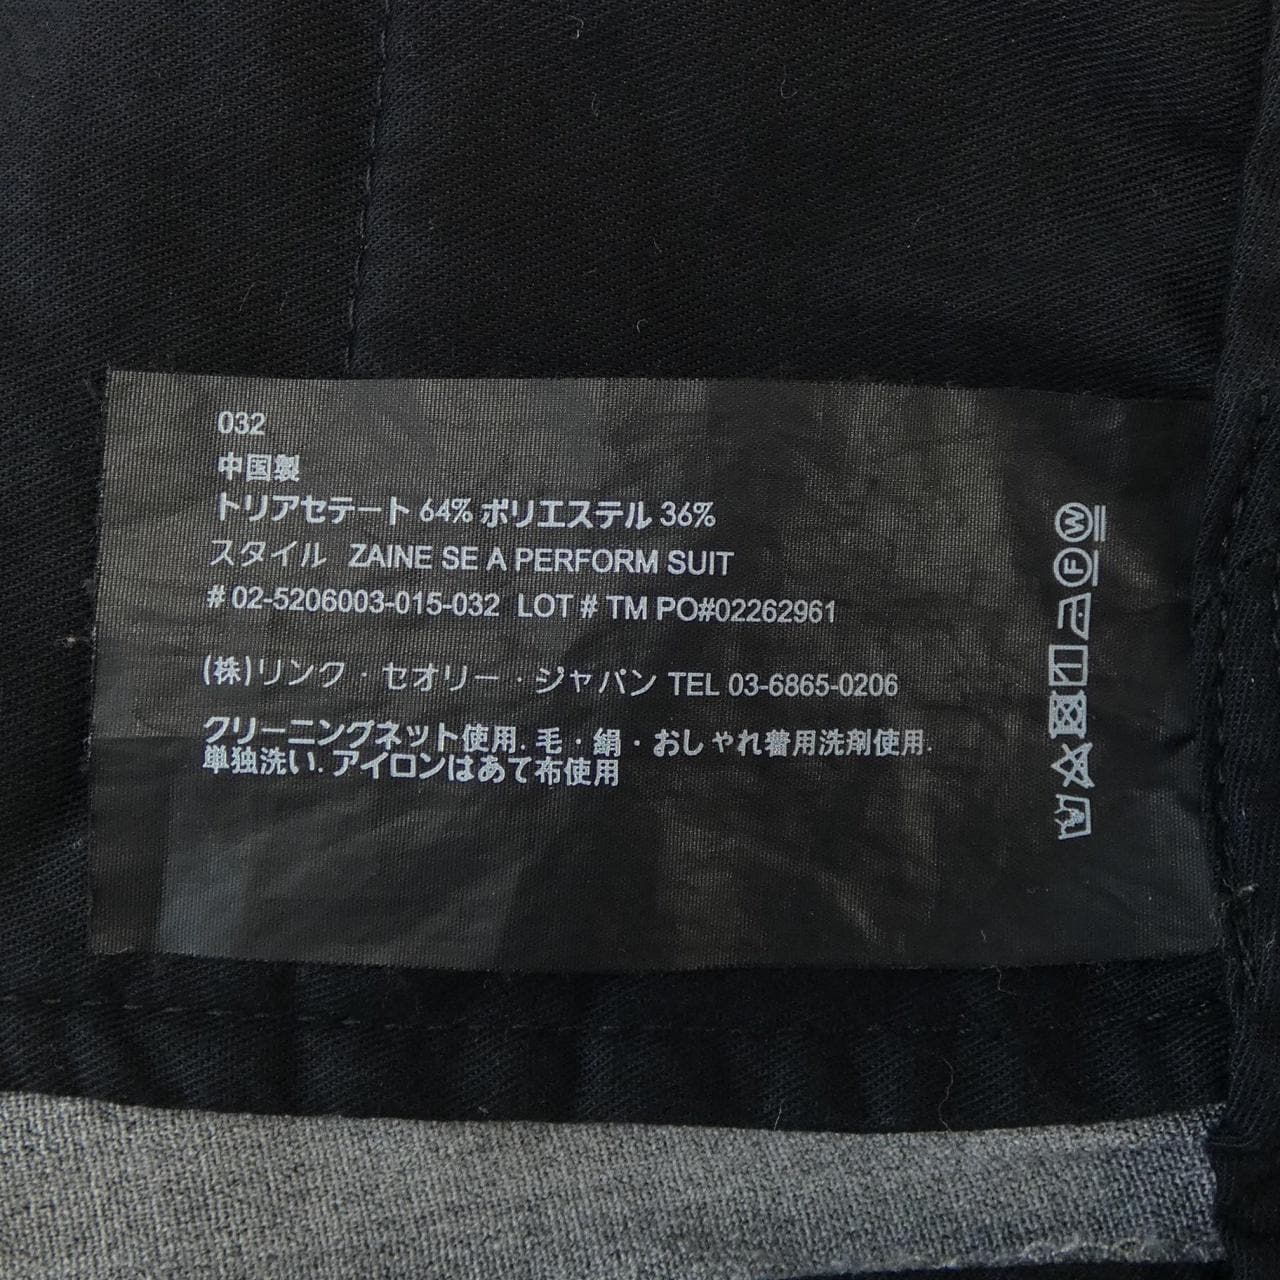 032
中国製
トリアセテート 64% ポリエステル 36%
スタイル ZAINE SE A PERFORM SUIT
# 02-5206003-015-032 LOT # TM PO#02262961
(株)リンク・セオリー・ジャパン TEL 03-6865-0206
クリーニングネット使用. 毛・絹・おしゃれ着用洗剤使用.
単独洗い. アイロンはあて布使用
W
F